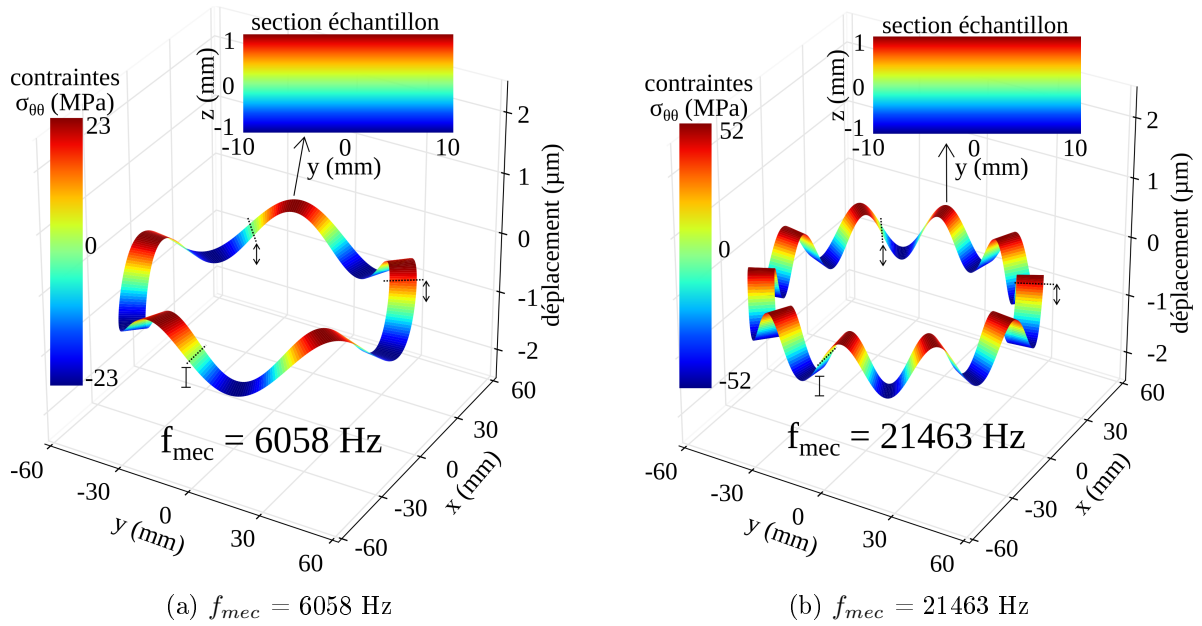 section échantillon
contraintes
σθθ (MPa)
23
0
-23
z (mm)
1
0
-1
-10
0
10
y (mm)
2
1
0
-1
-2
déplacement (µm)
f_mec = 6058 Hz
-60
-30
0
30
60
y (mm)
60
30
0
-30
-60
x (mm)
(a) f_mec = 6058 Hz
section échantillon
contraintes
σθθ (MPa)
52
0
-52
z (mm)
1
0
-1
-10
0
10
y (mm)
2
1
0
-1
-2
déplacement (µm)
f_mec = 21463 Hz
-60
-30
0
30
60
y (mm)
60
30
0
-30
-60
x (mm)
(b) f_mec = 21463 Hz